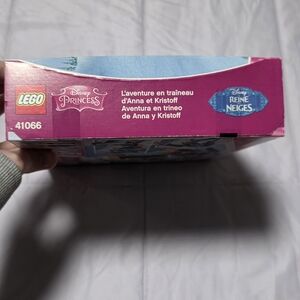 LEGO
41066
Disney
PRINCESS
L'aventure en traîneau
d'Anna et Kristoff
Aventura en trineo
de Anna y Kristoff
Disney
REINE
NEIGES